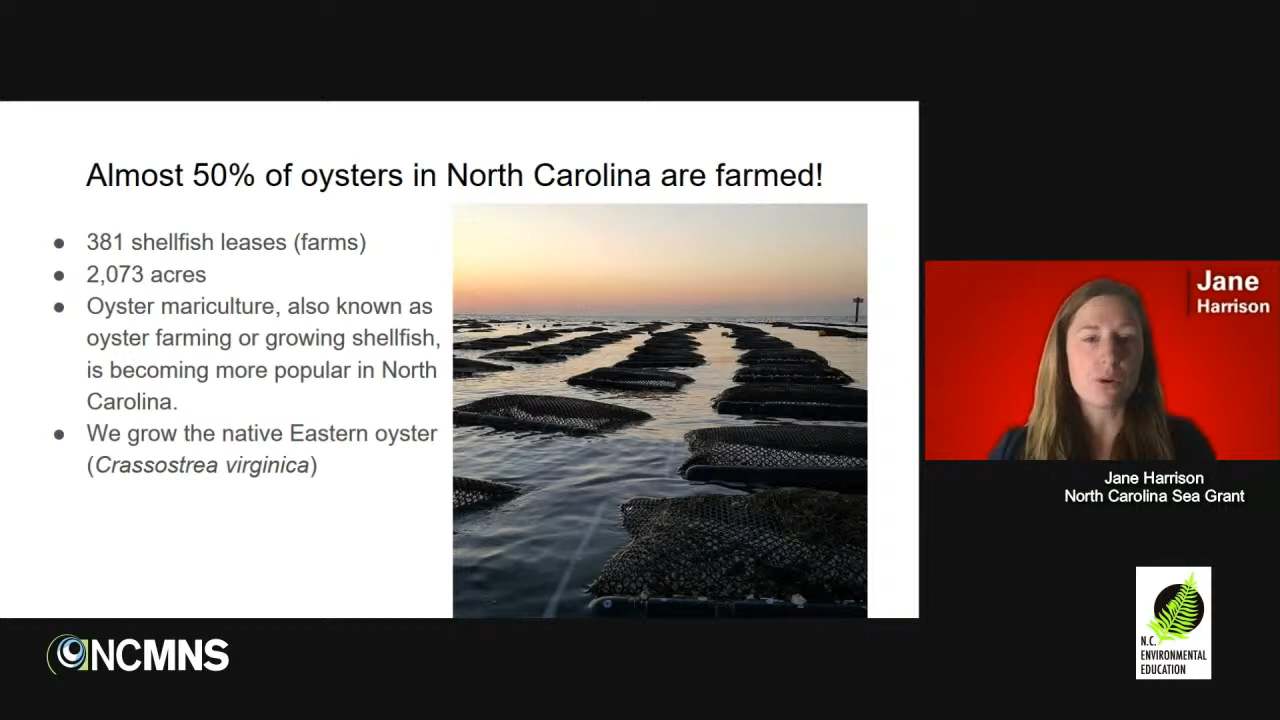 Almost 50% of oysters in North Carolina are farmed!
● 381 shellfish leases (farms)
● 2,073 acres
● Oyster mariculture, also known as
oyster farming or growing shellfish,
is becoming more popular in North
Carolina.
● We grow the native Eastern oyster
(Crassostrea virginica)
Jane
Harrison
Jane Harrison
North Carolina Sea Grant
NCMNS
N.C.
ENVIRONMENTAL
EDUCATION